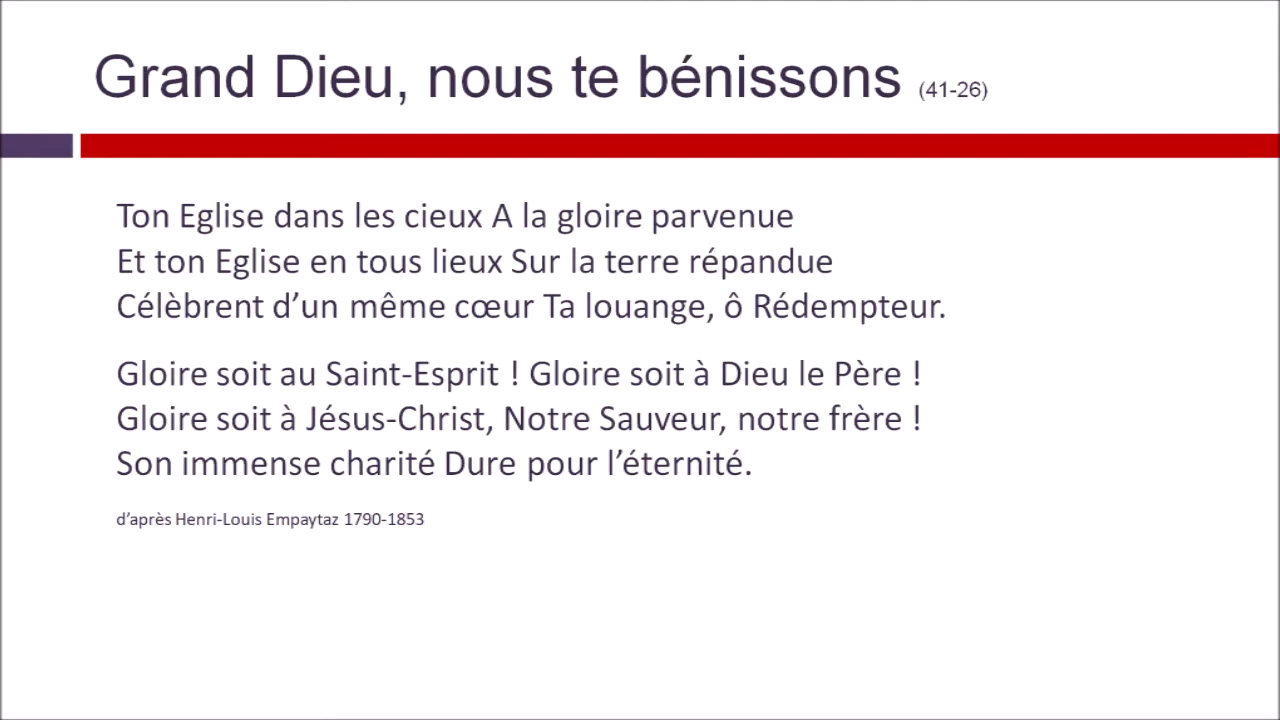 Grand Dieu, nous te bénissons (41-26)
Ton Eglise dans les cieux A la gloire parvenue
Et ton Eglise en tous lieux Sur la terre répandue
Célèbrent d’un même cœur Ta louange, ô Rédempteur.
Gloire soit au Saint-Esprit ! Gloire soit à Dieu le Père !
Gloire soit à Jésus-Christ, Notre Sauveur, notre frère !
Son immense charité Dure pour l’éternité.
d’après Henri-Louis Empaytaz 1790-1853